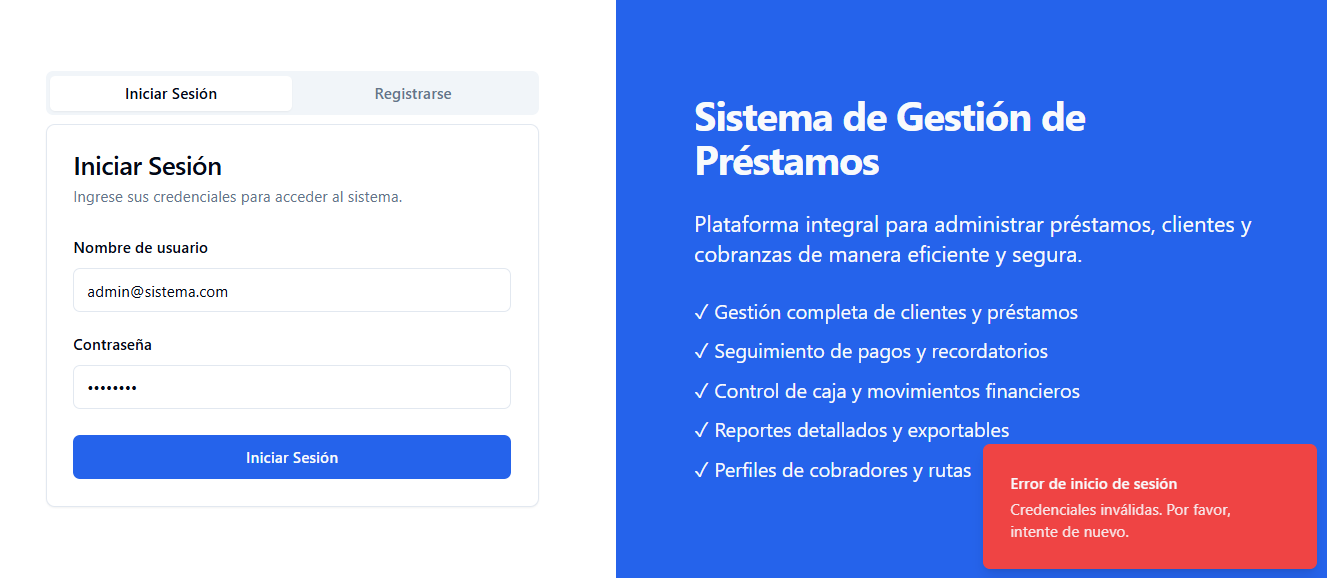 Iniciar Sesión
Registrarse
Iniciar Sesión
Ingrese sus credenciales para acceder al sistema.
Nombre de usuario
admin@sistema.com
Contraseña
••••••••
Iniciar Sesión
Sistema de Gestión de
Préstamos
Plataforma integral para administrar préstamos, clientes y
cobranzas de manera eficiente y segura.
✓ Gestión completa de clientes y préstamos
✓ Seguimiento de pagos y recordatorios
✓ Control de caja y movimientos financieros
✓ Reportes detallados y exportables
✓ Perfiles de cobradores y rutas
Error de inicio de sesión
Credenciales inválidas. Por favor,
intente de nuevo.